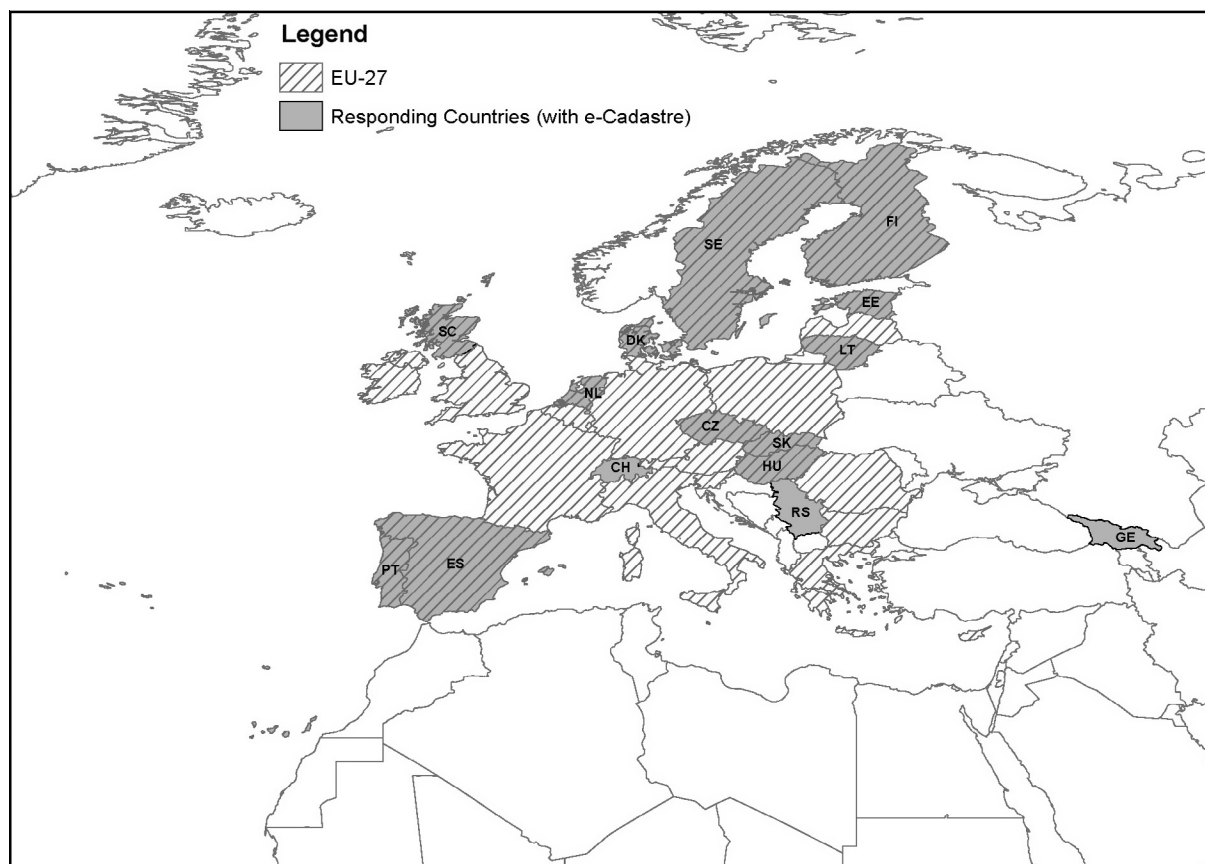 Legend
EU-27
Responding Countries (with e-Cadastre)
SE
FI
EE
SC
DK
LT
NL
CZ
SK
CH
HU
RS
GE
PT
ES